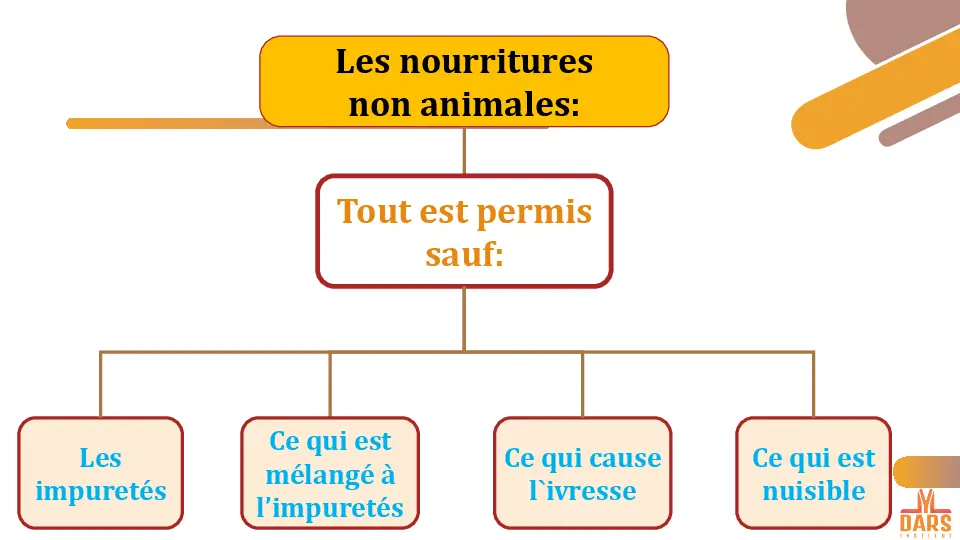 Les nourritures
non animales:
Tout est permis
sauf:
Les
impuretés
Ce qui est
mélangé à
l’impuretés
Ce qui cause
l`ivresse
Ce qui est
nuisible
DARS
INSTITUT